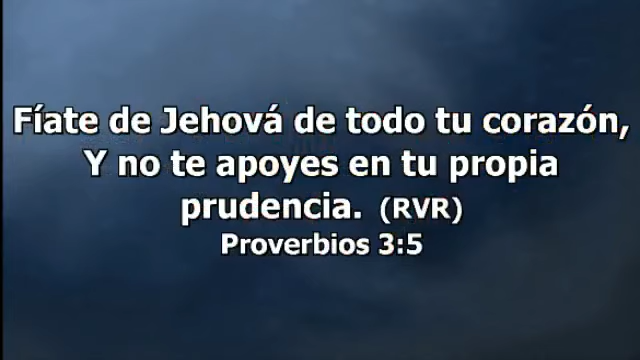 Fíate de Jehová de todo tu corazón,
Y no te apoyes en tu propia
prudencia. (RVR)
Proverbios 3:5